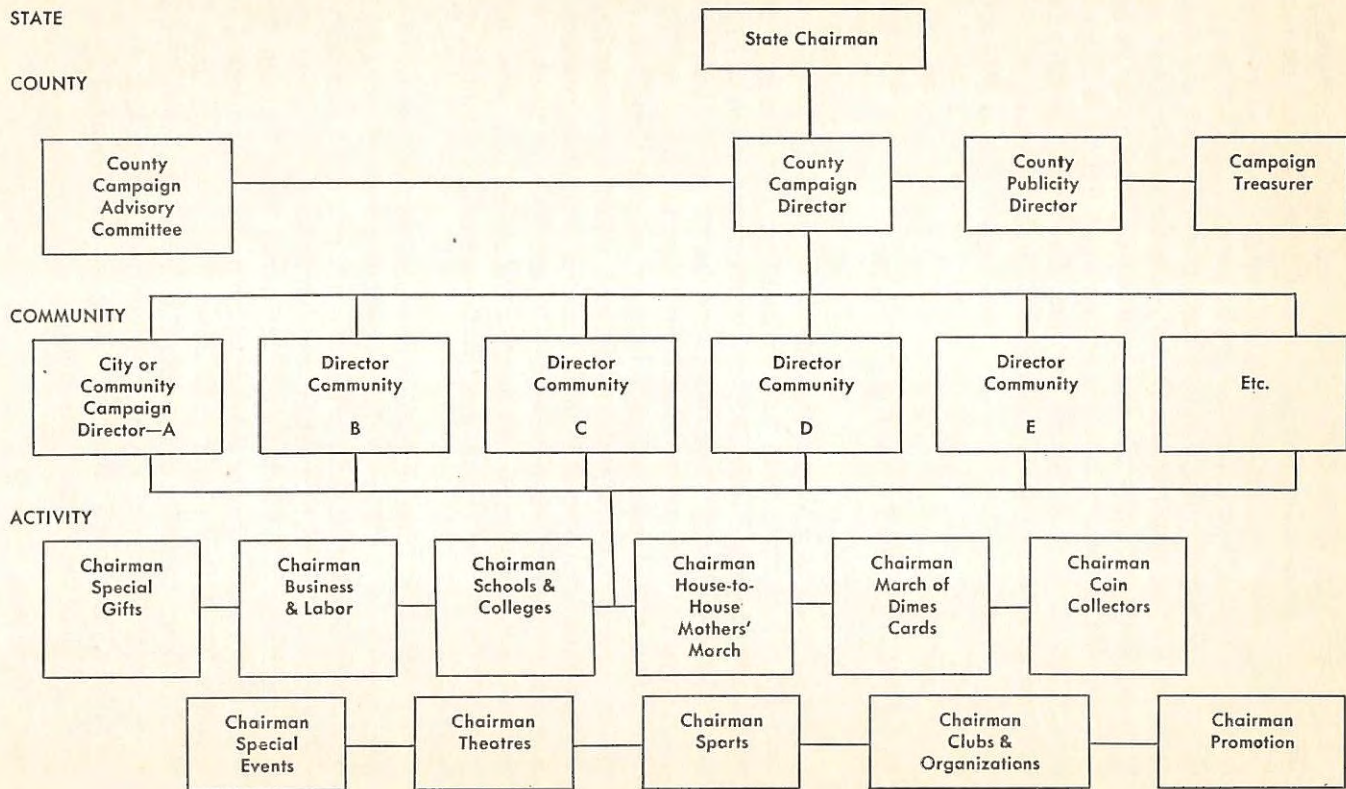 STATE
State Chairman
COUNTY
County
Campaign
Advisory
Committee
County
Campaign
Director
County
Publicity
Director
Campaign
Treasurer
COMMUNITY
City or
Community
Campaign
Director—A
Director
Community
B
Director
Community
C
Director
Community
D
Director
Community
E
Etc.
ACTIVITY
Chairman
Special
Gifts
Chairman
Business
& Labor
Chairman
Schools &
Colleges
Chairman
House-to-
House
Mothers'
March
Chairman
March of
Dimes
Cards
Chairman
Coin
Collectors
Chairman
Special
Events
Chairman
Theatres
Chairman
Sports
Chairman
Clubs &
Organizations
Chairman
Promotion